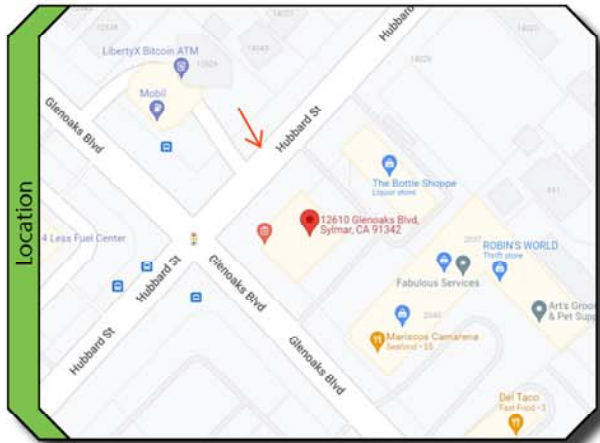 Location
LibertyX Bitcoin ATM
Mobil
Glenoaks Blvd
Hubbard St
Hubbard St
The Bottle Shoppe
Liquor store
12610 Glenoaks Blvd,
Sylmar, CA 91342
4 Less Fuel Center
Hubbard St
Glenoaks Blvd
ROBIN'S WORLD
Thrift store
Fabulous Services
Hubbard St
Art's Groo
& Pet Supp
Mariscos Camarena
Seafood • $$
Glenoaks Blvd
Del Taco
Fast Food • $